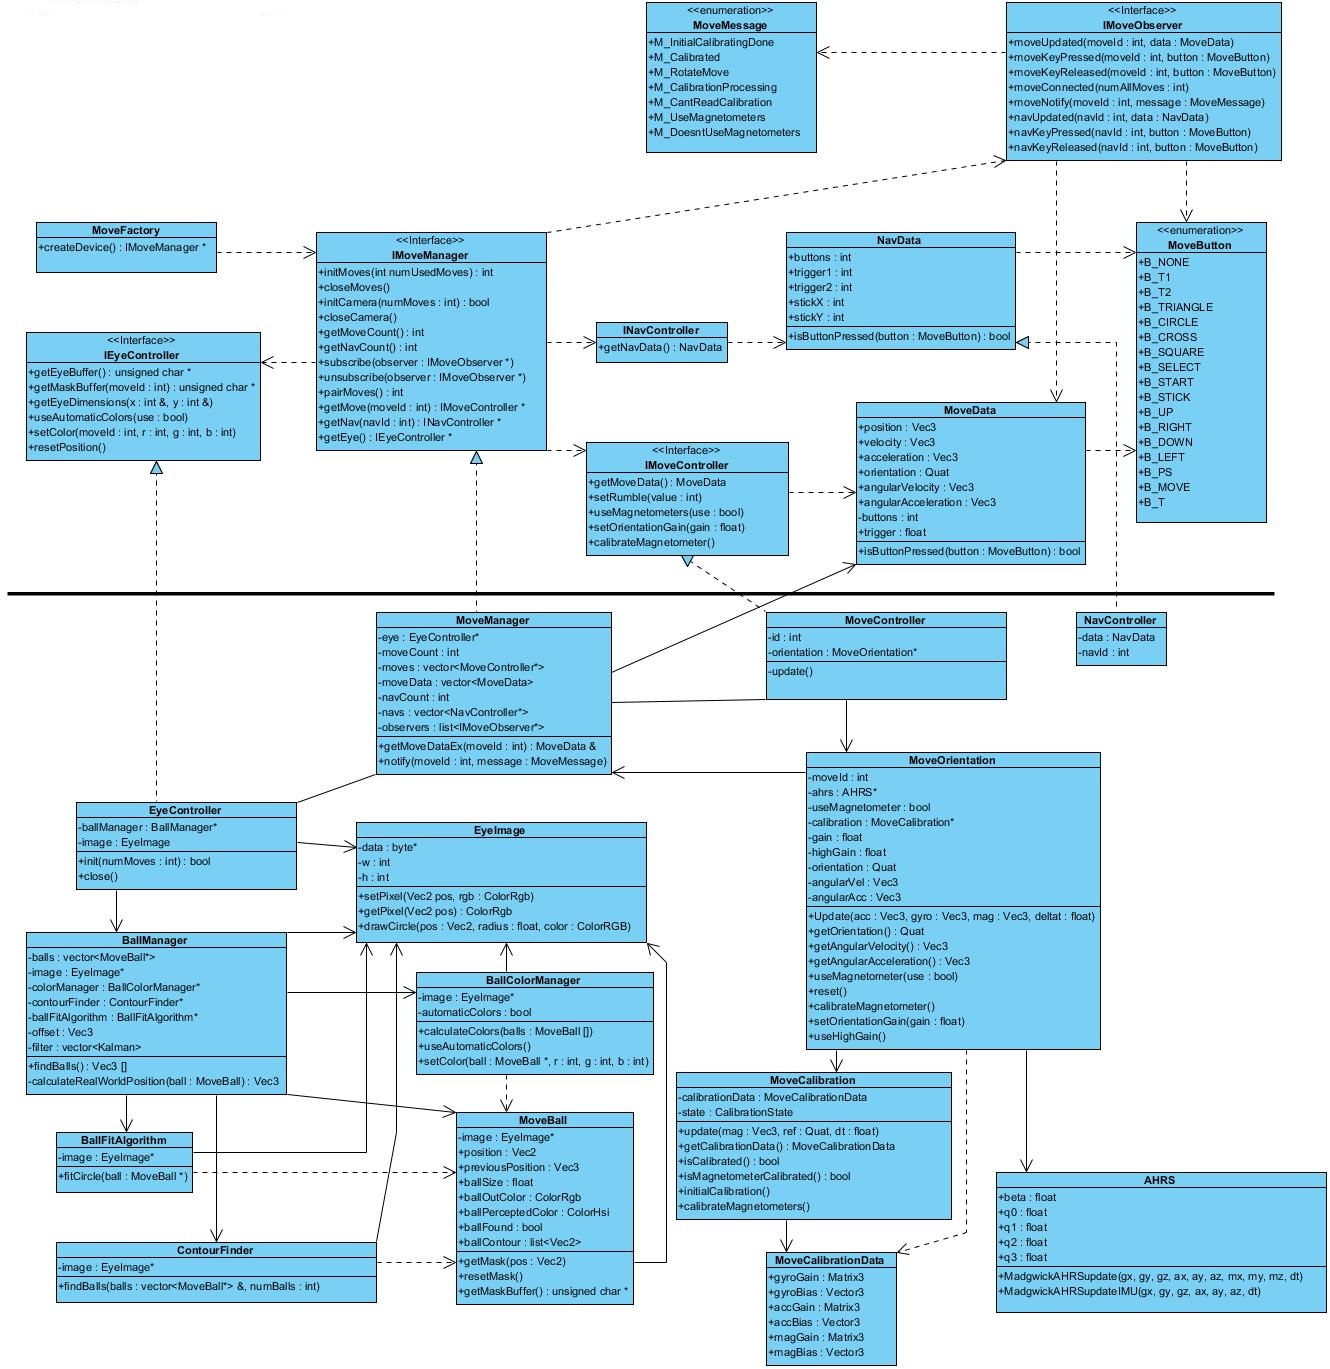 <<enumeration>>
MoveMessage
+M_InitialCalibratingDone
+M_Calibrated
+M_RotateMove
+M_CalibrationProcessing
+M_CantReadCalibration
+M_UseMagnetometers
+M_DoesntUseMagnetometers
<<Interface>>
IMoveObserver
+moveUpdated(moveId : int, data : MoveData)
+moveKeyPressed(moveId : int, button : MoveButton)
+moveKeyReleased(moveId : int, button : MoveButton)
+moveConnected(numAllMoves : int)
+moveNotify(moveId : int, message : MoveMessage)
+navUpdated(navId : int, data : NavData)
+navKeyPressed(navId : int, button : MoveButton)
+navKeyReleased(navId : int, button : MoveButton)
MoveFactory
+createDevice() : IMoveManager *
<<Interface>>
IMoveManager
+initMoves(int numUsedMoves) : int
+closeMoves()
+initCamera(numMoves : int) : bool
+closeCamera()
+getMoveCount() : int
+getNavCount() : int
+subscribe(observer : IMoveObserver *)
+unsubscribe(observer : IMoveObserver *)
+pairMoves() : int
+getMove(moveId : int) : IMoveController *
+getNav(navId : int) : INavController *
+getEye() : IEyeController *
NavData
+buttons : int
+trigger1 : int
+trigger2 : int
+stickX : int
+stickY : int
+isButtonPressed(button : MoveButton) : bool
<<enumeration>>
MoveButton
+B_NONE
+B_T1
+B_T2
+B_TRIANGLE
+B_CIRCLE
+B_CROSS
+B_SQUARE
+B_SELECT
+B_START
+B_STICK
+B_UP
+B_RIGHT
+B_DOWN
+B_LEFT
+B_PS
+B_MOVE
+B_T
INavController
+getNavData() : NavData
<<Interface>>
IEyeController
+getEyeBuffer() : unsigned char *
+getMaskBuffer(moveId : int) : unsigned char *
+getEyeDimensions(x : int &, y : int &)
+useAutomaticColors(use : bool)
+setColor(moveId : int, r : int, g : int, b : int)
+resetPosition()
<<Interface>>
IMoveController
+getMoveData() : MoveData
+setRumble(value : int)
+useMagnetometers(use : bool)
+setOrientationGain(gain : float)
+calibrateMagnetometer()
MoveData
+position : Vec3
+velocity : Vec3
+acceleration : Vec3
+orientation : Quat
+angularVelocity : Vec3
+angularAcceleration : Vec3
-buttons : int
+trigger : float
+isButtonPressed(button : MoveButton) : bool
MoveManager
-eye : EyeController*
-moveCount : int
-moves : vector<MoveController*>
-moveData : vector<MoveData>
-navCount : int
-navs : vector<NavController*>
-observers : list<IMoveObserver*>
+getMoveDataEx(moveId : int) : MoveData &
+notify(moveId : int, message : MoveMessage)
MoveController
-id : int
-orientation : MoveOrientation*
-update()
NavController
-data : NavData
-navId : int
MoveOrientation
-moveId : int
-ahrs : AHRS*
-useMagnetometer : bool
-calibration : MoveCalibration*
-gain : float
-highGain : float
-orientation : Quat
-angularVel : Vec3
-angularAcc : Vec3
+Update(acc : Vec3, gyro : Vec3, mag : Vec3, deltat : float)
+getOrientation() : Quat
+getAngularVelocity() : Vec3
+getAngularAcceleration() : Vec3
+useMagnetometer(use : bool)
+reset()
+calibrateMagnetometer()
+setOrientationGain(gain : float)
+useHighGain()
EyeController
-ballManager : BallManager*
-image : EyeImage
+init(numMoves : int) : bool
+close()
EyeImage
-data : byte*
-w : int
-h : int
+setPixel(Vec2 pos, rgb : ColorRgb)
+getPixel(Vec2 pos) : ColorRgb
+drawCircle(pos : Vec2, radius : float, color : ColorRGB)
BallManager
-balls : vector<MoveBall*>
-image : EyeImage*
-colorManager : BallColorManager*
-contourFinder : ContourFinder*
-ballFitAlgorithm : BallFitAlgorithm*
-offset : Vec3
-filter : vector<Kalman>
+findBalls() : Vec3 []
-calculateRealWorldPosition(ball : MoveBall) : Vec3
BallColorManager
-image : EyeImage*
-automaticColors : bool
+calculateColors(balls : MoveBall [])
+useAutomaticColors()
+setColor(ball : MoveBall *, r : int, g : int, b : int)
MoveCalibration
-calibrationData : MoveCalibrationData
-state : CalibrationState
+update(mag : Vec3, ref : Quat, dt : float)
+getCalibrationData() : MoveCalibrationData
+isCalibrated() : bool
+isMagnetometerCalibrated() : bool
+initialCalibration()
+calibrateMagnetometers()
BallFitAlgorithm
-image : EyeImage*
+fitCircle(ball : MoveBall *)
MoveBall
-image : EyeImage*
+position : Vec2
+previousPosition : Vec3
+ballSize : float
+ballOutColor : ColorRgb
+ballPerceptedColor : ColorHsi
+ballFound : bool
+ballContour : list<Vec2>
+getMask(pos : Vec2)
+resetMask()
+getMaskBuffer() : unsigned char *
AHRS
+beta : float
+q0 : float
+q1 : float
+q2 : float
+q3 : float
+MadgwickAHRSupdate(gx, gy, gz, ax, ay, az, mx, my, mz, dt)
+MadgwickAHRSupdateIMU(gx, gy, gz, ax, ay, az, dt)
ContourFinder
-image : EyeImage*
+findBalls(balls : vector<MoveBall*> &, numBalls : int)
MoveCalibrationData
+gyroGain : Matrix3
+gyroBias : Vector3
+accGain : Matrix3
+accBias : Vector3
+magGain : Matrix3
+magBias : Vector3